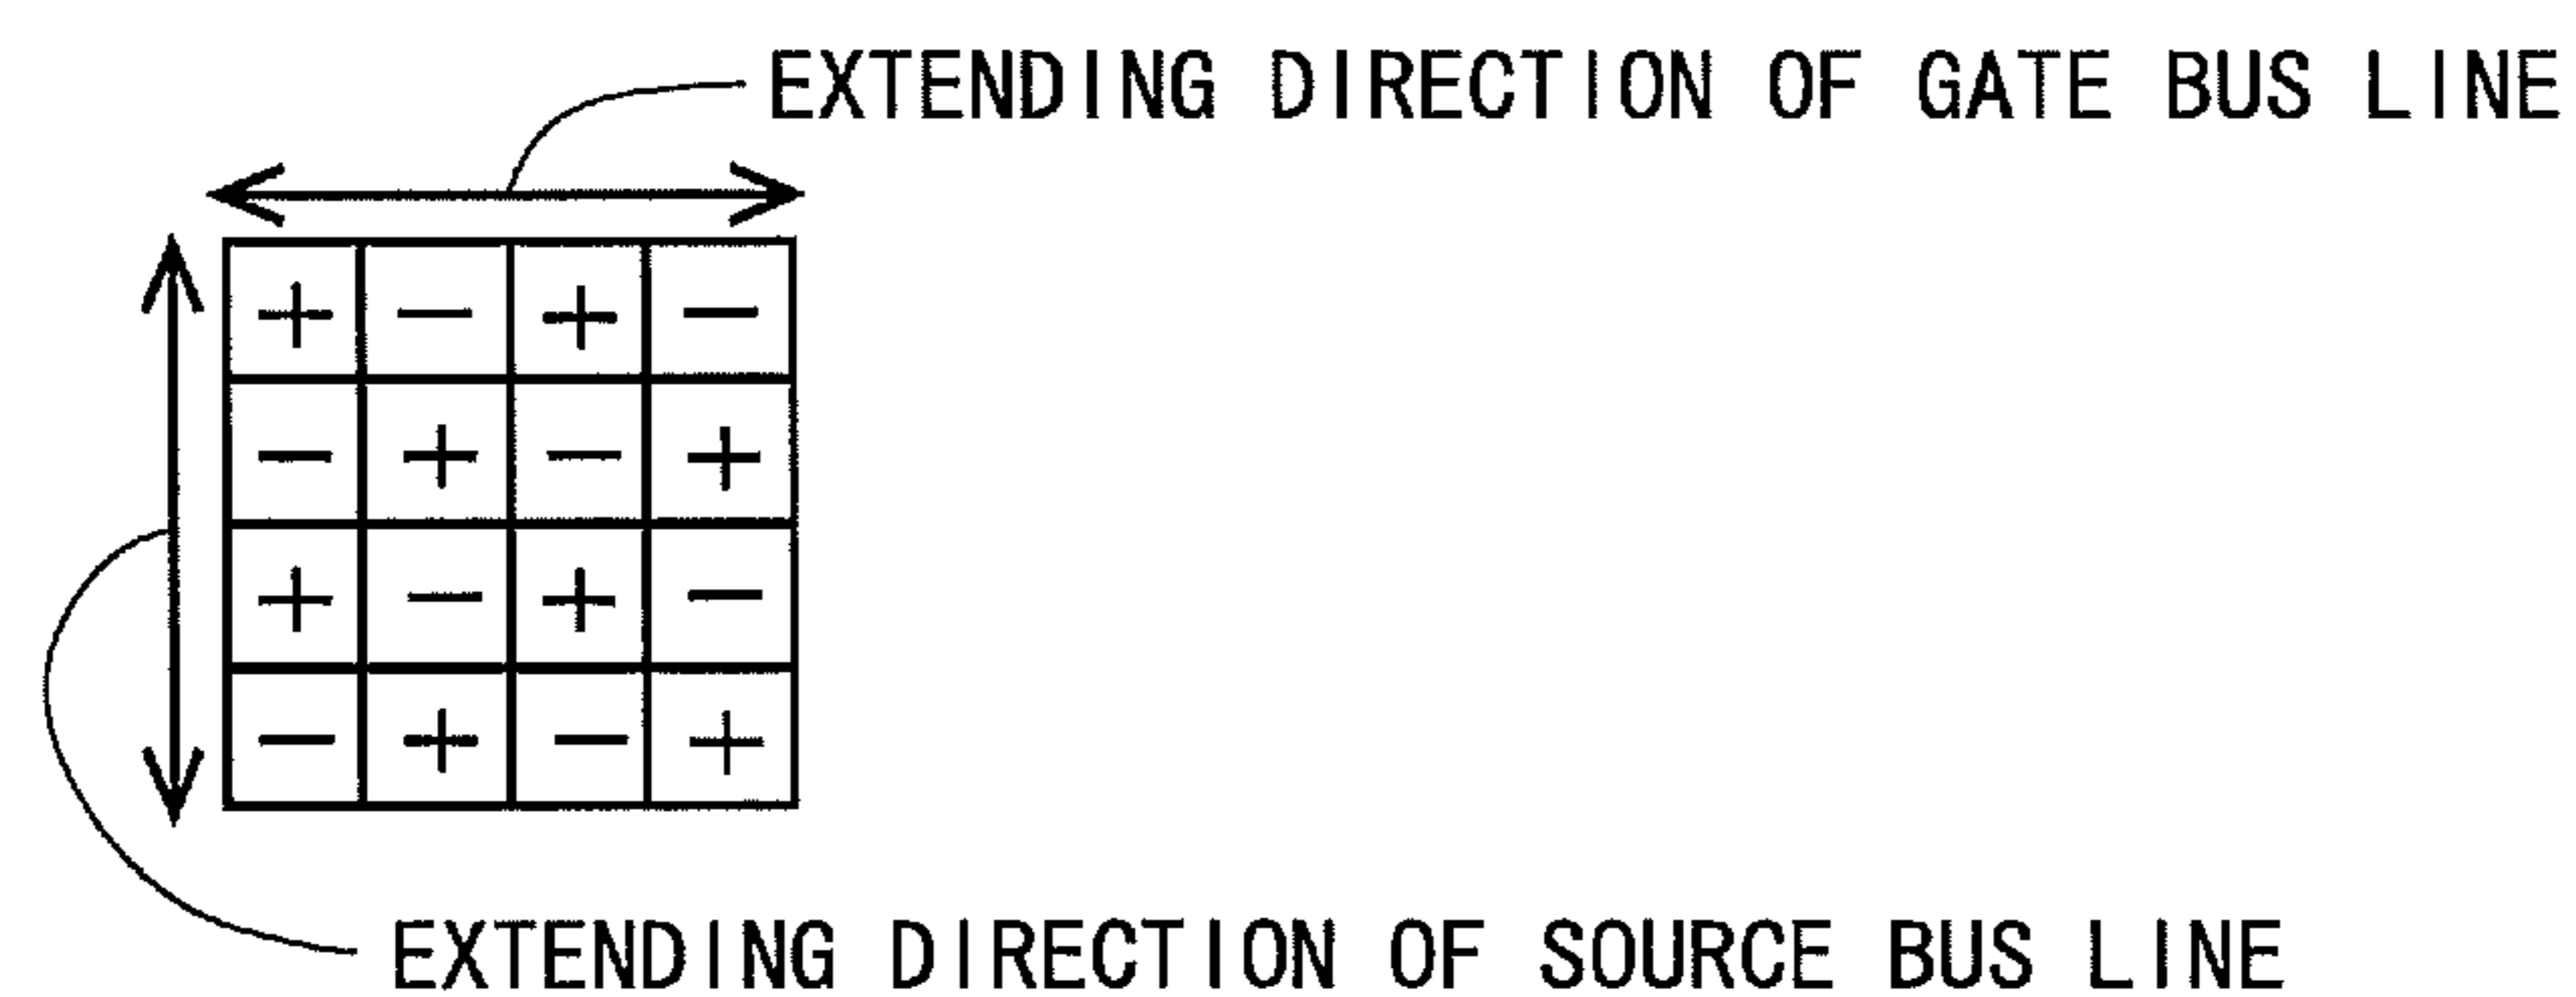 EXTENDING DIRECTION OF GATE BUS LINE
+ − + −
− + − +
+ − + −
− + − +
EXTENDING DIRECTION OF SOURCE BUS LINE